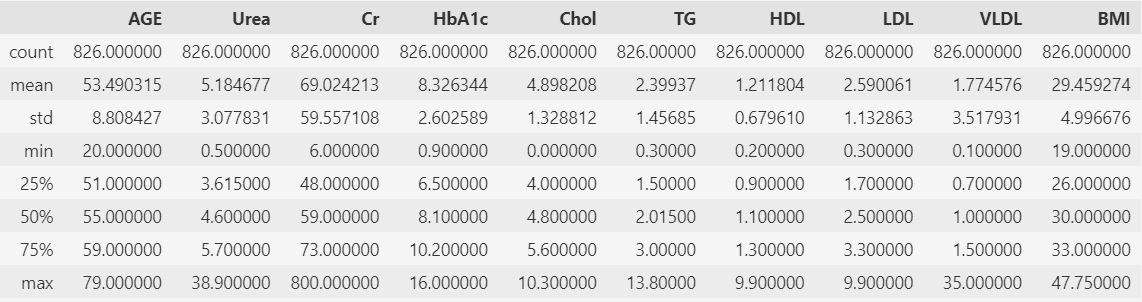 AGE Urea Cr HbA1c Chol TG HDL LDL VLDL BMI
count 826.000000 826.000000 826.000000 826.000000 826.000000 826.00000 826.000000 826.000000 826.000000 826.000000
mean 53.490315 5.184677 69.024213 8.326344 4.898208 2.39937 1.211804 2.590061 1.774576 29.459274
std 8.808427 3.077831 59.557108 2.602589 1.328812 1.45685 0.679610 1.132863 3.517931 4.996676
min 20.000000 0.500000 6.000000 0.900000 0.000000 0.30000 0.200000 0.300000 0.100000 19.000000
25% 51.000000 3.615000 48.000000 6.500000 4.000000 1.50000 0.900000 1.700000 0.700000 26.000000
50% 55.000000 4.600000 59.000000 8.100000 4.800000 2.01500 1.100000 2.500000 1.000000 30.000000
75% 59.000000 5.700000 73.000000 10.200000 5.600000 3.00000 1.300000 3.300000 1.500000 33.000000
max 79.000000 38.900000 800.000000 16.000000 10.300000 13.80000 9.900000 9.900000 35.000000 47.750000